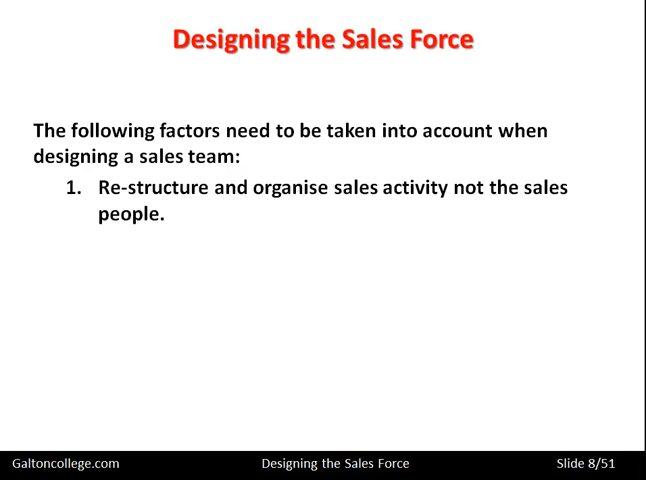 Designing the Sales Force
The following factors need to be taken into account when
designing a sales team:
1. Re-structure and organise sales activity not the sales
people.
Galtoncollege.com Designing the Sales Force Slide 8/51